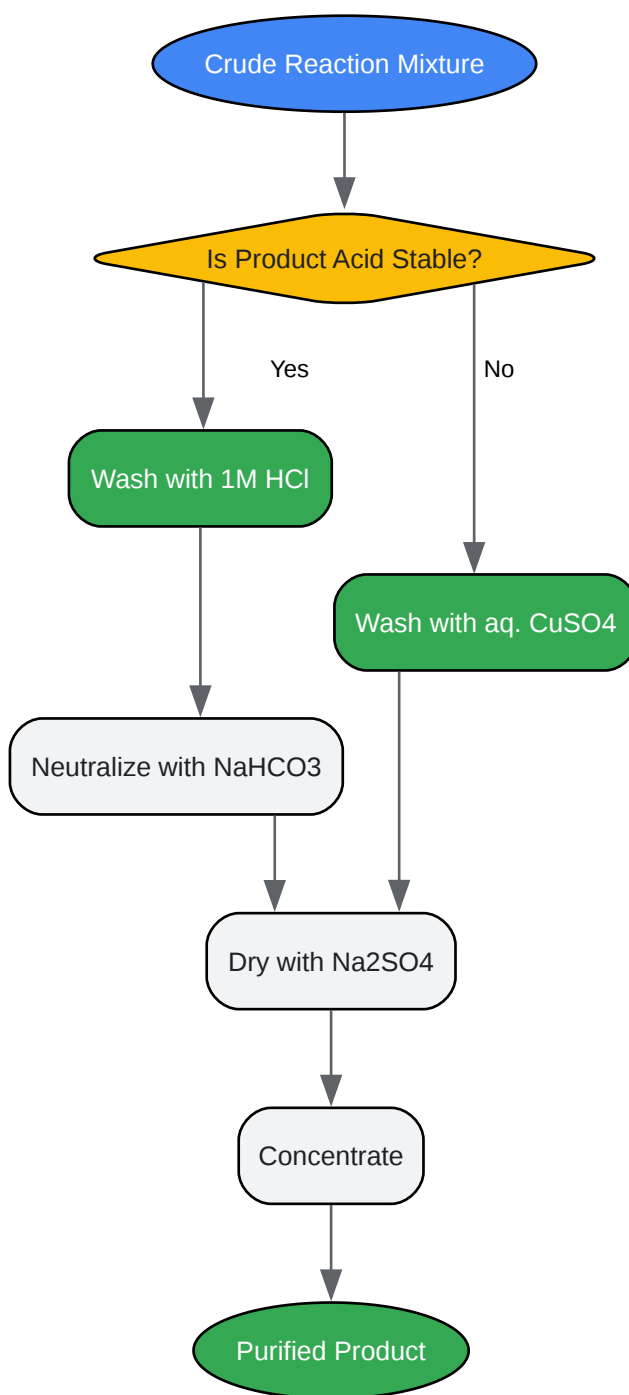 Crude Reaction Mixture
Is Product Acid Stable?
Yes
No
Wash with 1M HCl
Wash with aq. CuSO4
Neutralize with NaHCO3
Dry with Na2SO4
Concentrate
Purified Product